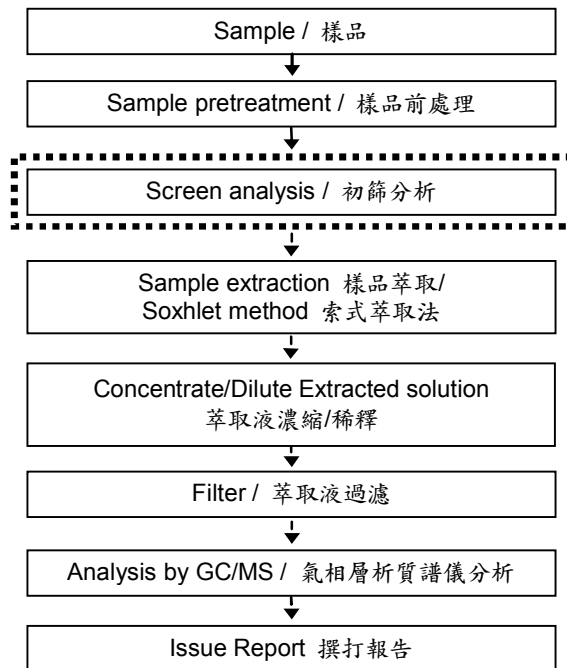 Sample / 樣品
Sample pretreatment / 樣品前處理
Screen analysis / 初篩分析
Sample extraction 樣品萃取/
Soxhlet method 索式萃取法
Concentrate/Dilute Extracted solution
萃取液濃縮/稀釋
Filter / 萃取液過濾
Analysis by GC/MS / 氣相層析質譜儀分析
Issue Report 撰打報告